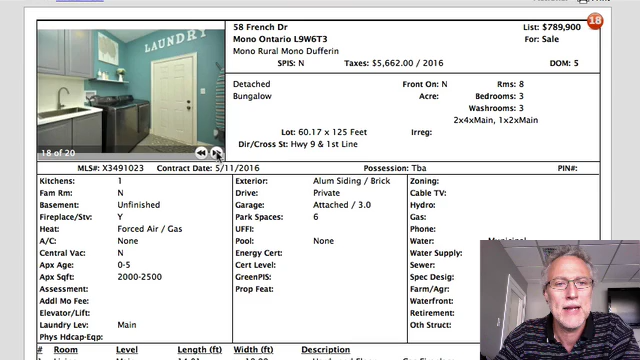 58 French Dr List: $789,900 18
Mono Ontario L9W6T3 For: Sale
Mono Rural Mono Dufferin
SPIS: N Taxes: $5,662.00 / 2016 DOM: 5
LAUNDRY
Detached Front On: N Rms: 8
Bungalow Acre: Bedrooms: 3
Washrooms: 3
2x4xMain, 1x2xMain
Lot: 60.17 x 125 Feet Irreg:
Dir/Cross St: Hwy 9 & 1st Line
18 of 20
MLS#: X3491023 Contract Date: 5/11/2016 Possession: Tba PIN#:
Kitchens: 1 Exterior: Alum Siding / Brick Zoning:
Fam Rm: N Drive: Private Cable TV:
Basement: Unfinished Garage: Attached / 3.0 Hydro:
Fireplace/Stv: Y Park Spaces: 6 Gas:
Heat: Forced Air / Gas UFFI: Phone:
A/C: None Pool: None Water: Municipal
Central Vac: N Energy Cert: Water Supply:
Apx Age: 0-5 Cert Level: Sewer:
Apx Sqft: 2000-2500 GreenPIS: Spec Desig:
Assessment: Prop Feat: Farm/Agr:
Addl Mo Fee: Waterfront:
Elevator/Lift: Retirement:
Laundry Lev: Main Oth Struct:
Phys Hdcap-Eqp:
# Room Level Length (ft) Width (ft) Description